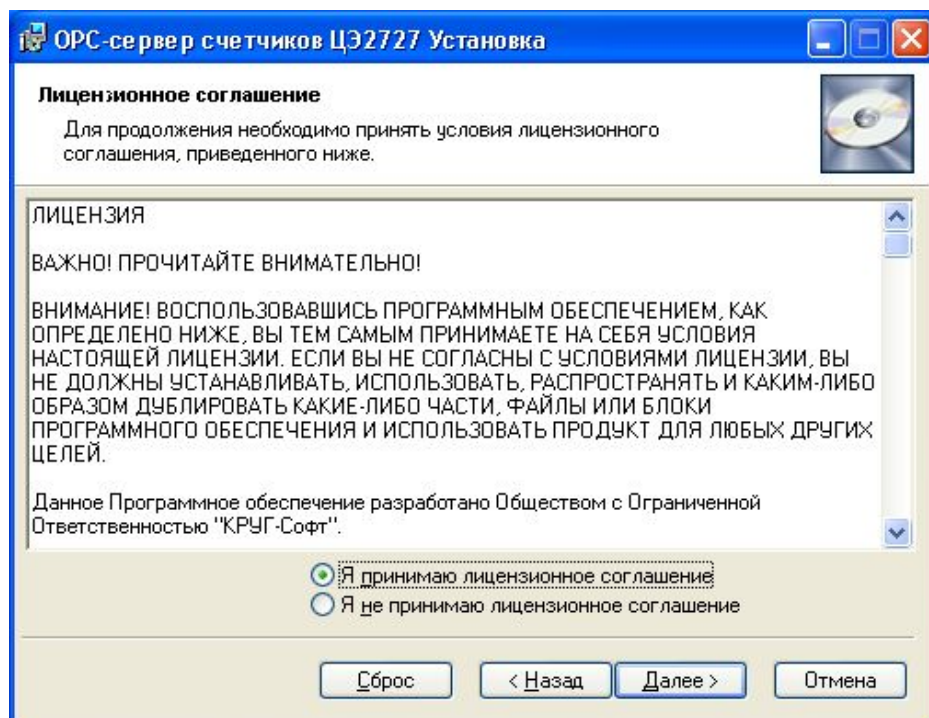 OPC-сервер счетчиков ЦЭ2727 Установка
Лицензионное соглашение
Для продолжения необходимо принять условия лицензионного
соглашения, приведенного ниже.
ЛИЦЕНЗИЯ
ВАЖНО! ПРОЧИТАЙТЕ ВНИМАТЕЛЬНО!
ВНИМАНИЕ! ВОСПОЛЬЗОВАВШИСЬ ПРОГРАММНЫМ ОБЕСПЕЧЕНИЕМ, КАК
ОПРЕДЕЛЕНО НИЖЕ, ВЫ ТЕМ САМЫМ ПРИНИМАЕТЕ НА СЕБЯ УСЛОВИЯ
НАСТОЯЩЕЙ ЛИЦЕНЗИИ. ЕСЛИ ВЫ НЕ СОГЛАСНЫ С УСЛОВИЯМИ ЛИЦЕНЗИИ, ВЫ
НЕ ДОЛЖНЫ УСТАНАВЛИВАТЬ, ИСПОЛЬЗОВАТЬ, РАСПРОСТРАНЯТЬ И КАКИМ-ЛИБО
ОБРАЗОМ ДУБЛИРОВАТЬ КАКИЕ-ЛИБО ЧАСТИ, ФАЙЛЫ ИЛИ БЛОКИ
ПРОГРАММНОГО ОБЕСПЕЧЕНИЯ И ИСПОЛЬЗОВАТЬ ПРОДУКТ ДЛЯ ЛЮБЫХ ДРУГИХ
ЦЕЛЕЙ.
Данное Программное обеспечение разработано Обществом с Ограниченной
Ответственностью "КРУГ-Софт".
Я принимаю лицензионное соглашение
Я не принимаю лицензионное соглашение
Сброс
< Назад
Далее >
Отмена